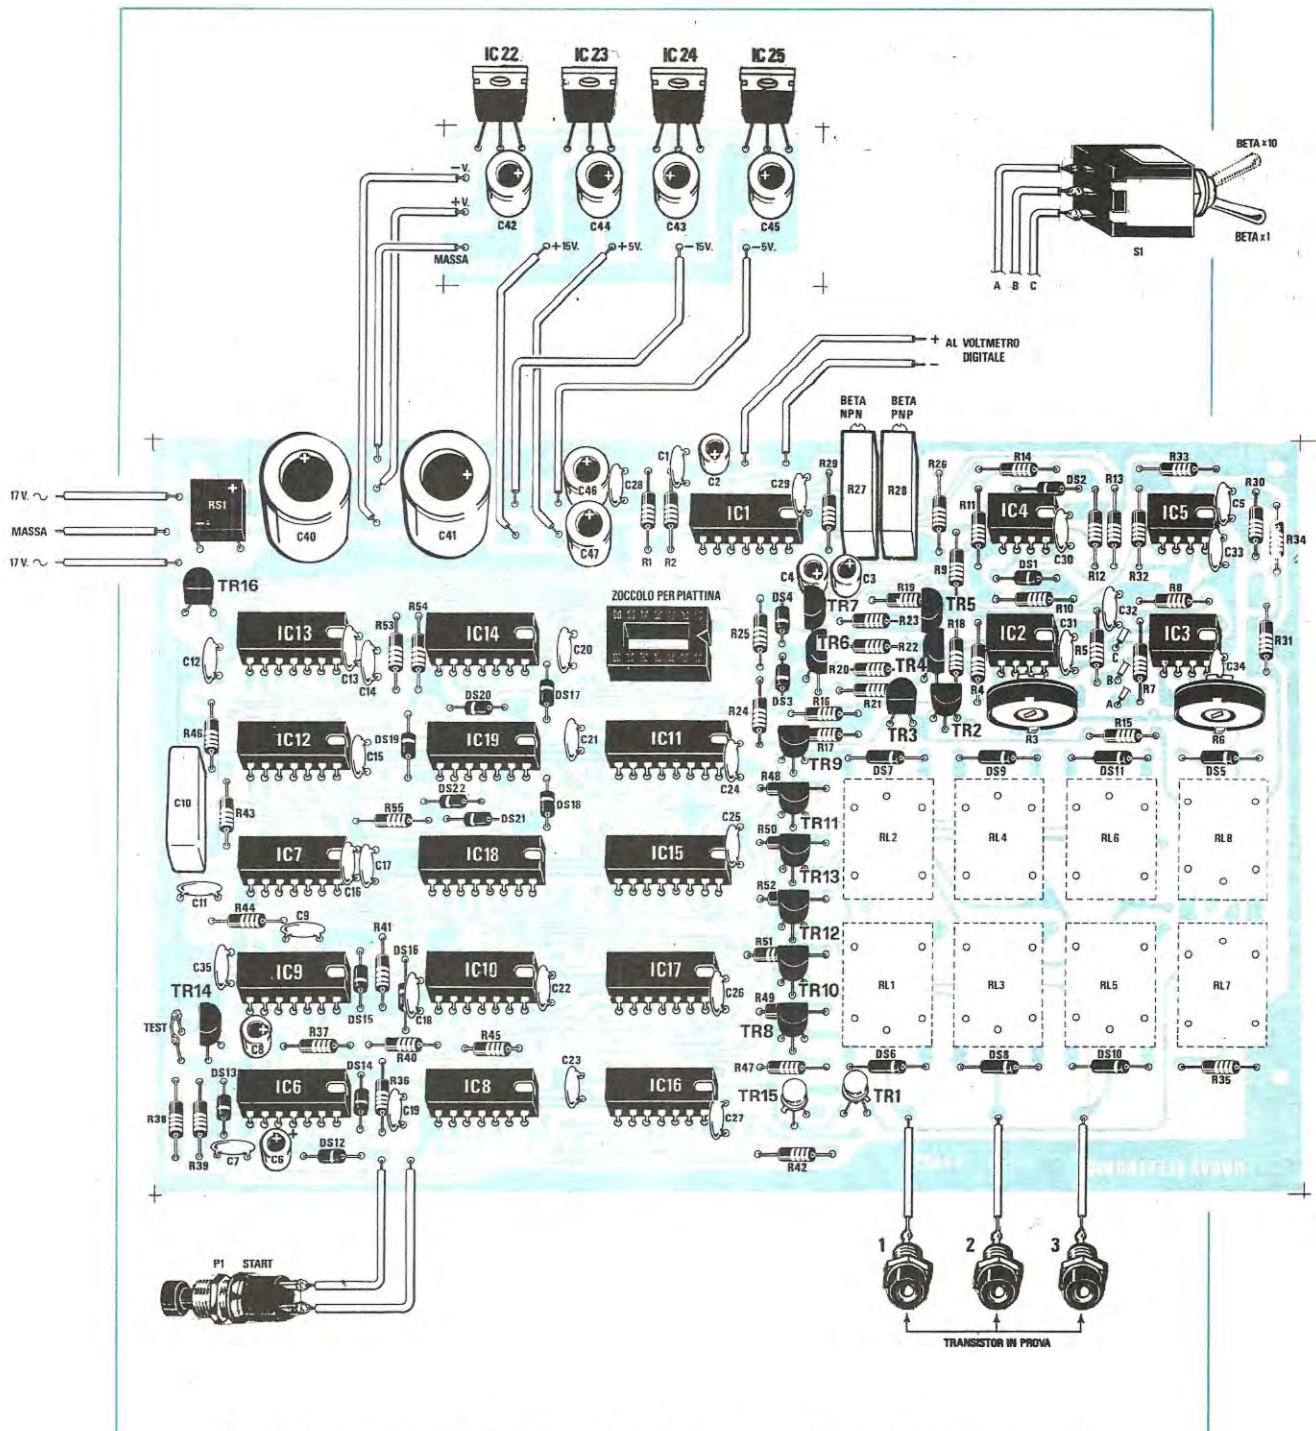 IC22 IC23 IC24 IC25
BETA x 10
BETA x 1
S1
A B C
-V.
+V.
MASSA
C42 C44 C43 C45
+15V. +5V. -15V. -5V.
+ AL VOLTMETRO
- DIGITALE
BETA NPN
BETA PNP
17 V. ~
MASSA
17 V. ~
RS1
C40
C41
C46
C47
C28
C1
C2
R1 R2
IC1
C29
R29
R27
R28
R26
R14
DS2
R13
R33
R11
IC4
C30
R12
R32
IC5
C5
C33
R30
R34
R9
DS1
R10
C32
R8
R31
TR16
ZOCCOLO PER PIATTINA
C4
C3
TR7
R19
TR5
R23
TR6
R22
R20
TR4
R21
R18
R4
IC2
C31
R5
C
B
A
R7
IC3
C34
DS4
R25
DS3
R24
R16
R17
TR3
TR2
R3
R15
R6
IC13
C12
C13
C14
R53
R54
IC14
C20
DS20
DS17
R46
IC12
C15
DS19
IC19
C21
IC11
C24
TR9
C10
R43
DS22
DS21
DS18
R55
R48
TR11
DS7 DS9 DS11 DS5
RL2 RL4 RL6 RL8
IC7
C16
C17
IC18
IC15
C25
R50
TR13
C11
R44
C9
R52
TR12
C35
IC9
R41
DS16
DS15
C18
IC10
C22
IC17
C26
R51
TR10
RL1 RL3 RL5 RL7
TR14
TEST
C8
R37
R40
R45
R49
TR8
DS6 DS8 DS10 R35
R38
R39
DS13
IC6
DS14
R36
C19
IC8
C23
IC16
C27
R47
TR15
TR1
C7
C6
+
DS12
R42
P1 START
1 2 3
TRANSISTOR IN PROVA